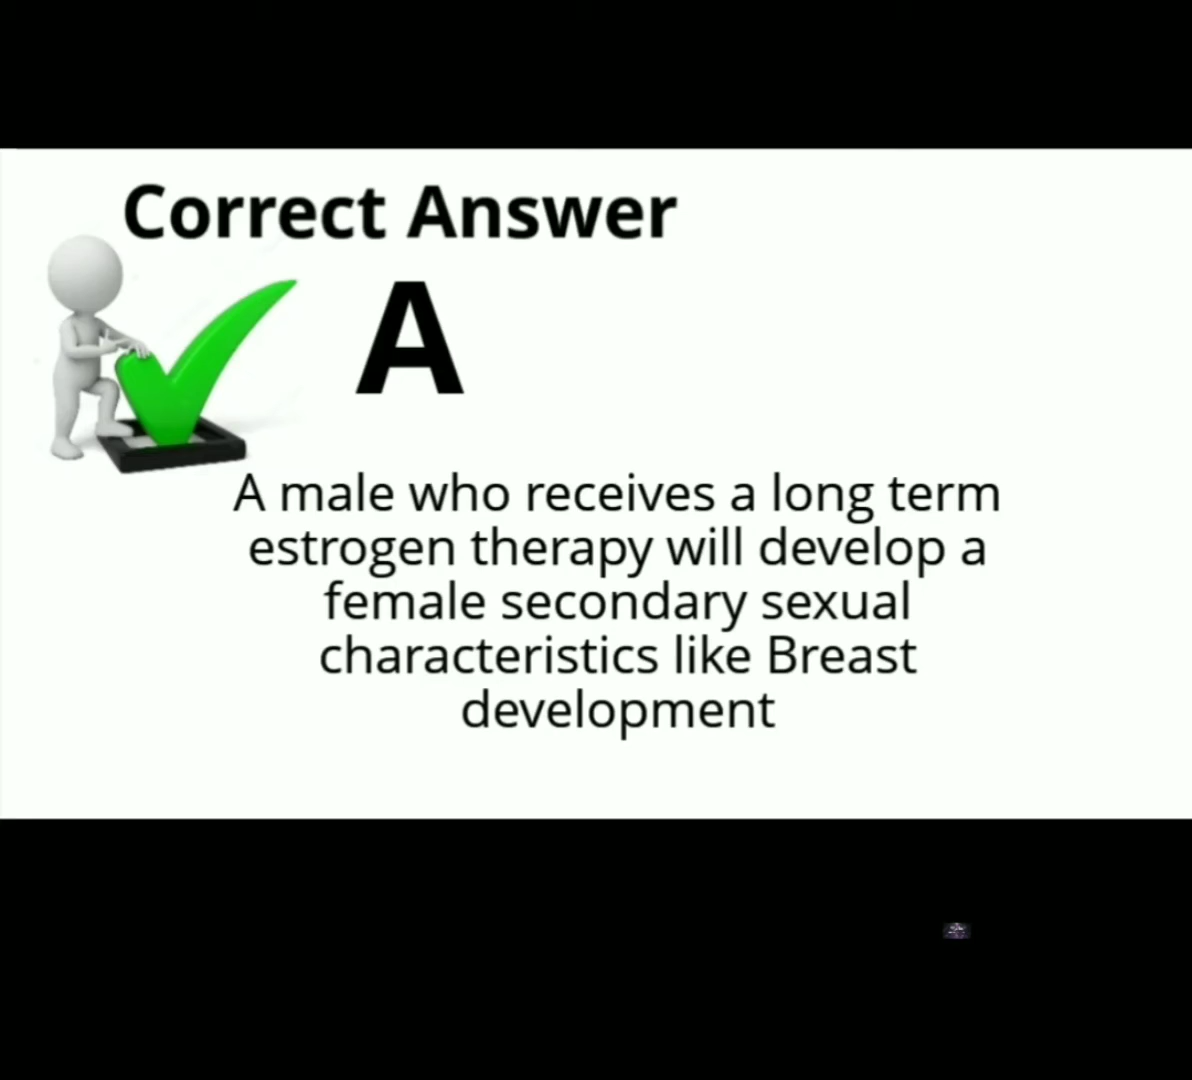 Correct Answer
A
A male who receives a long term
estrogen therapy will develop a
female secondary sexual
characteristics like Breast
development